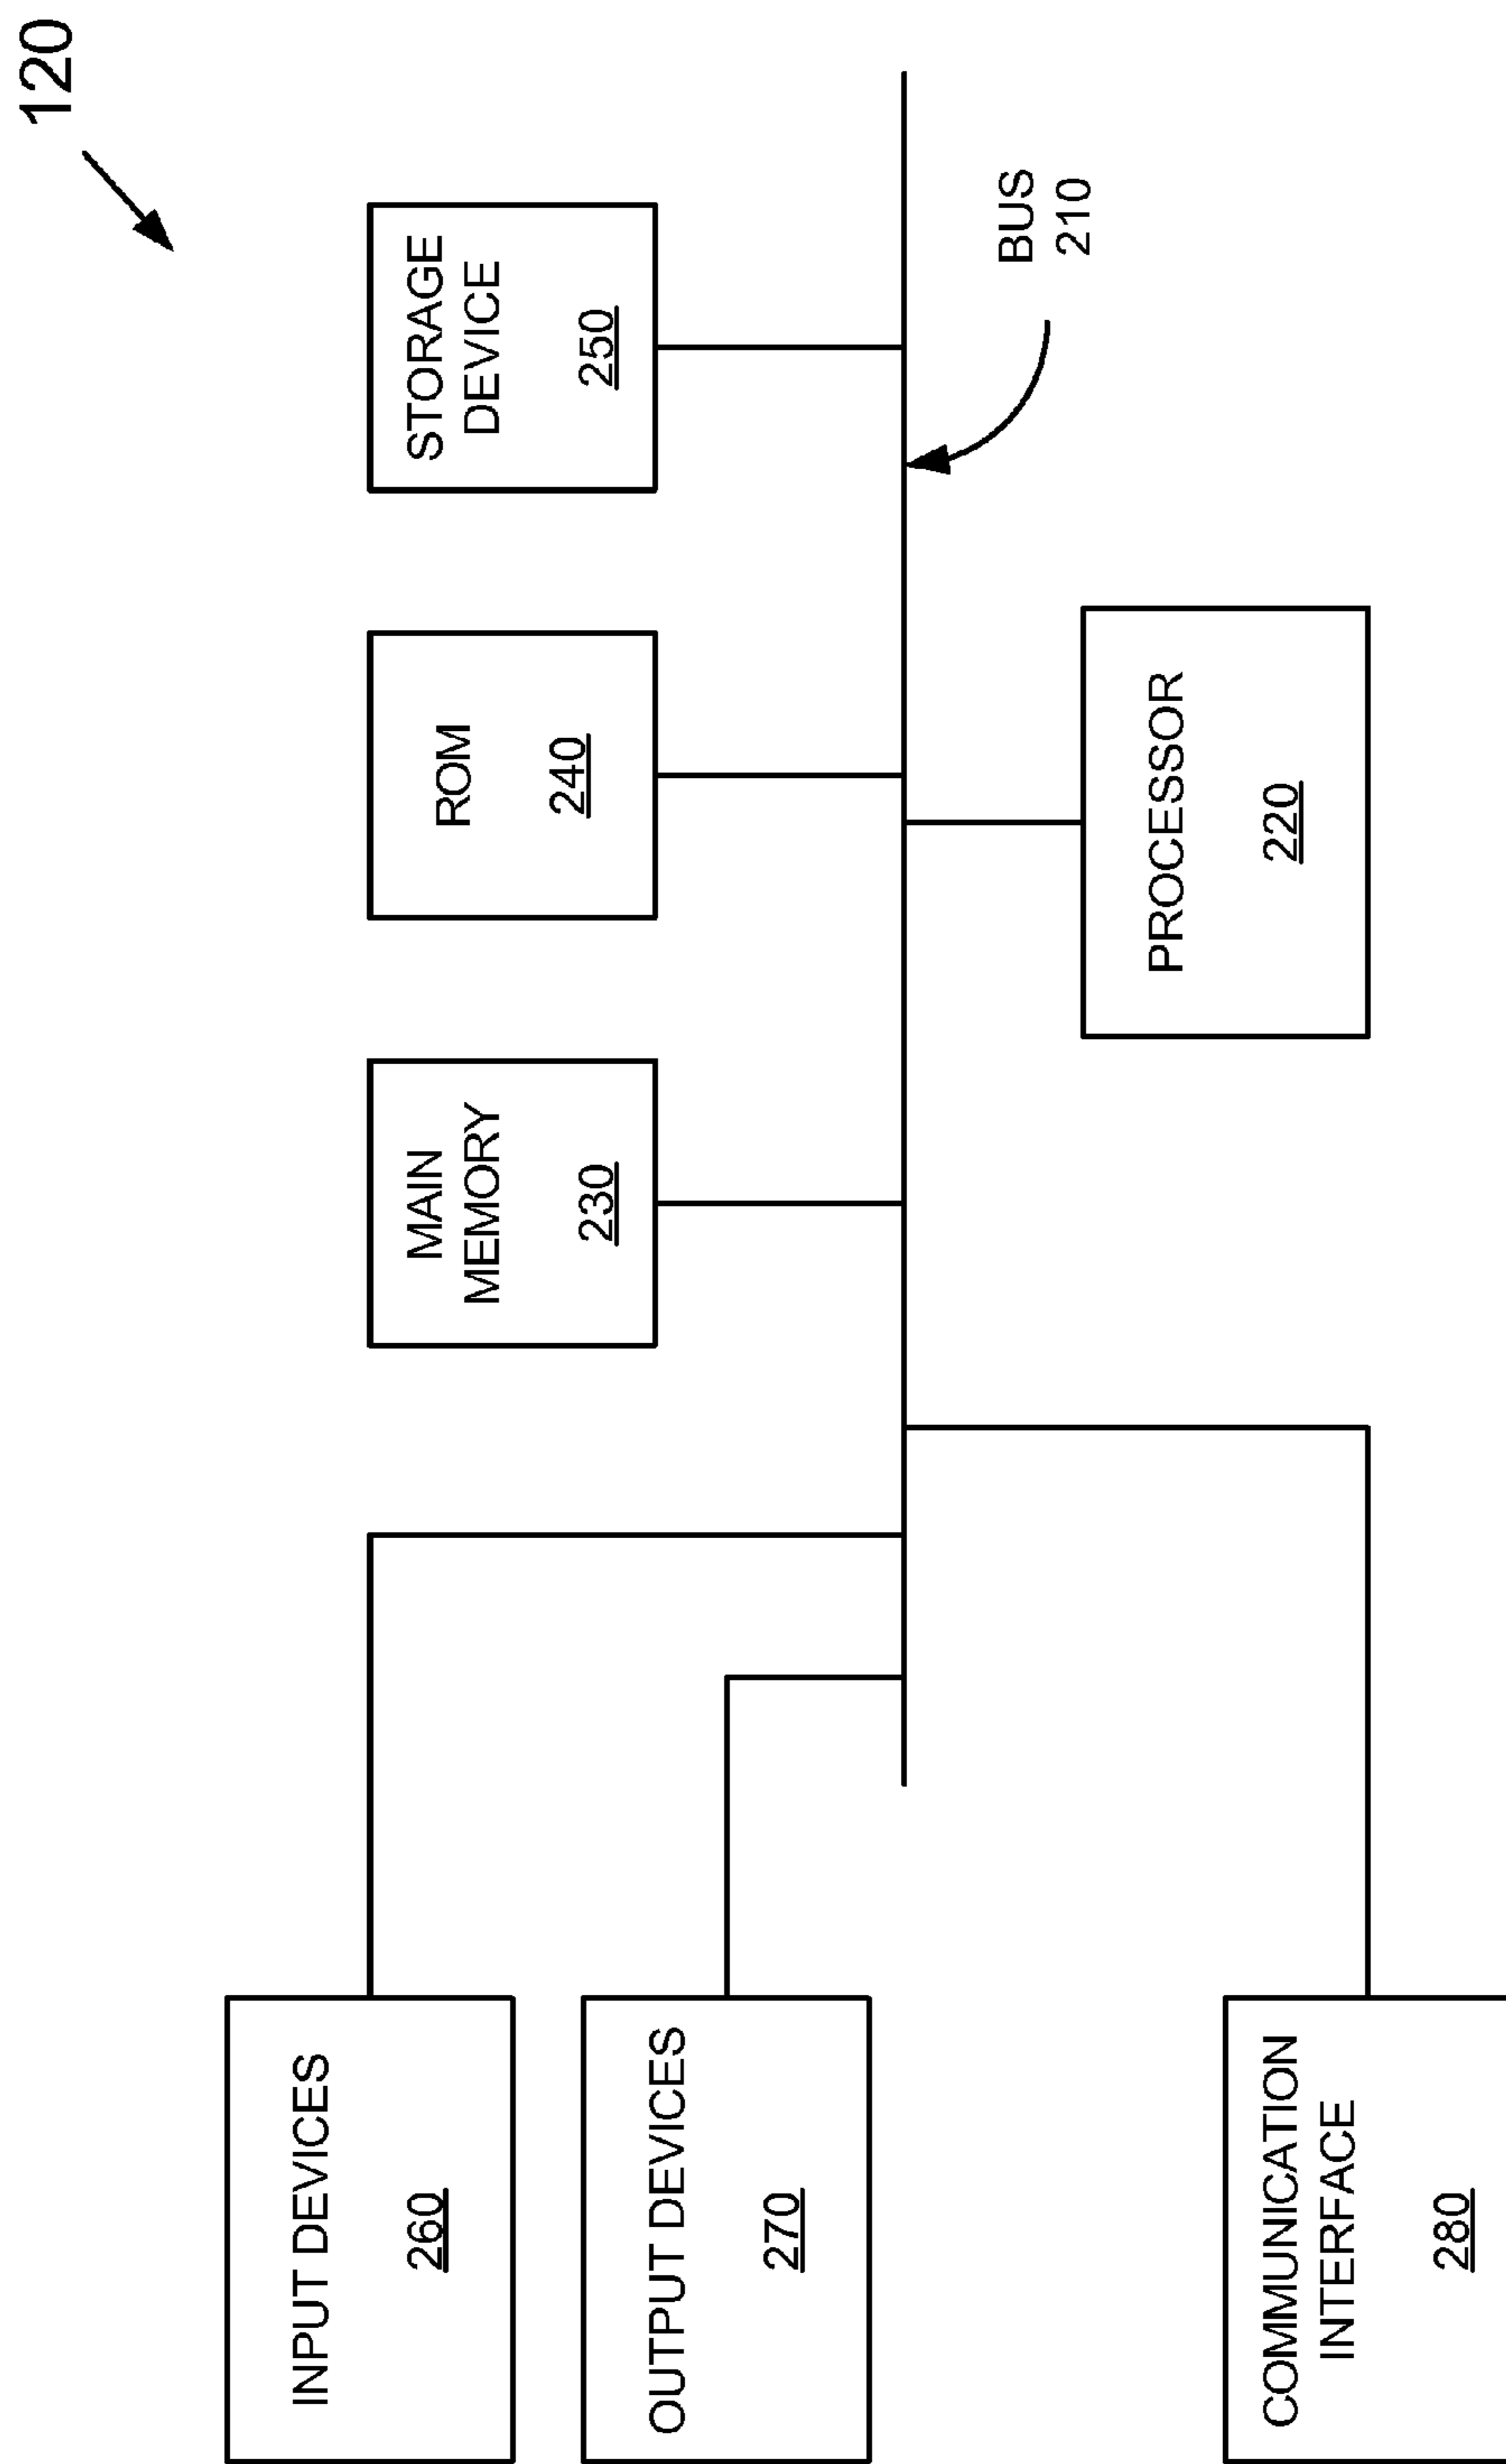 120
INPUT DEVICES
260
OUTPUT DEVICES
270
COMMUNICATION
INTERFACE
280
MAIN
MEMORY
230
ROM
240
STORAGE
DEVICE
250
PROCESSOR
220
BUS
210